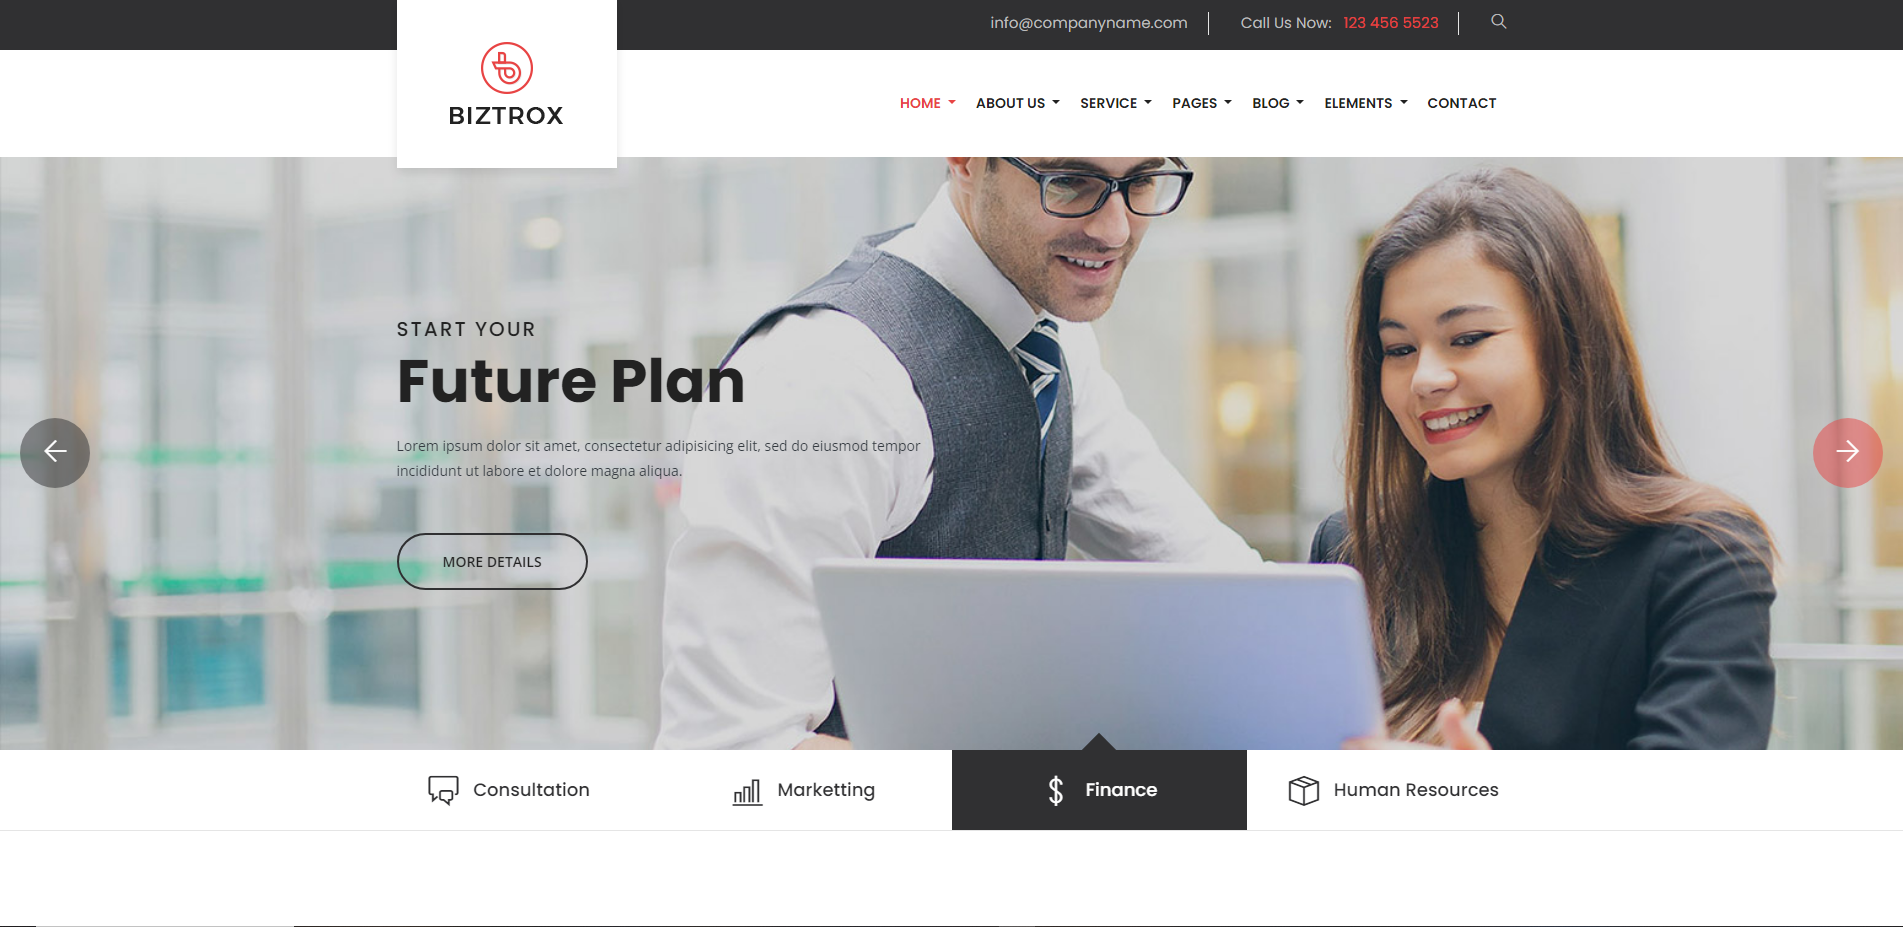 info@companyname.com
Call Us Now: 123 456 5523
BIZTROX
HOME ABOUT US SERVICE PAGES BLOG ELEMENTS CONTACT
START YOUR
Future Plan
Lorem ipsum dolor sit amet, consectetur adipisicing elit, sed do eiusmod tempor
incididunt ut labore et dolore magna aliqua.
MORE DETAILS
Consultation
Marketting
Finance
Human Resources